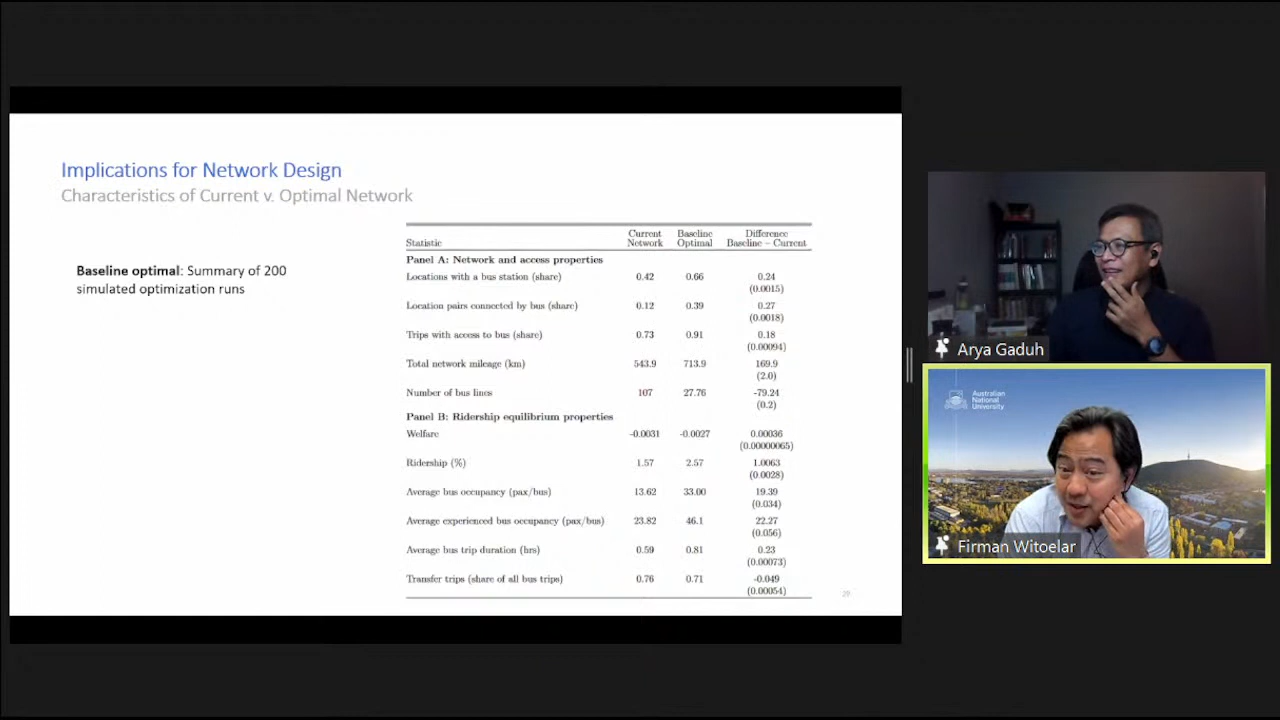 Implications for Network Design
Characteristics of Current v. Optimal Network
Baseline optimal: Summary of 200
simulated optimization runs
Current Baseline Difference
Statistic Network Optimal Baseline – Current
Panel A: Network and access properties
Locations with a bus station (share) 0.42 0.66 0.24
(0.0015)
Location pairs connected by bus (share) 0.12 0.39 0.27
(0.0018)
Trips with access to bus (share) 0.73 0.91 0.18
(0.00094)
Total network mileage (km) 543.9 713.9 169.9
(2.0)
Number of bus lines 107 27.76 -79.24
(0.2)
Panel B: Ridership equilibrium properties
Welfare -0.0031 -0.0027 0.00036
(0.00000065)
Ridership (%) 1.57 2.57 1.0063
(0.0028)
Average bus occupancy (pax/bus) 13.62 33.00 19.39
(0.034)
Average experienced bus occupancy (pax/bus) 23.82 46.1 22.27
(0.056)
Average bus trip duration (hrs) 0.59 0.81 0.23
(0.00073)
Transfer trips (share of all bus trips) 0.76 0.71 -0.049
(0.00054)
29
Arya Gaduh
Australian
National
University
Firman Witoelar